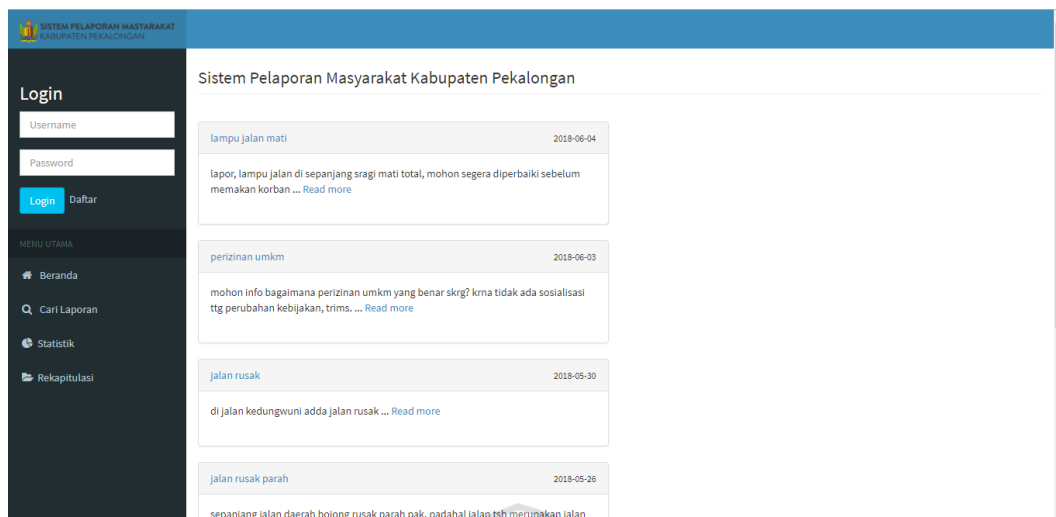 SISTEM PELAPORAN MASYARAKAT
KABUPATEN PEKALONGAN
Login
Username
Password
Login Daftar
MENU UTAMA
Beranda
Cari Laporan
Statistik
Rekapitulasi
Sistem Pelaporan Masyarakat Kabupaten Pekalongan
lampu jalan mati 2018-06-04
lapor, lampu jalan di sepanjang sragi mati total, mohon segera diperbaiki sebelum
memakan korban ... Read more
perizinan umkm 2018-06-03
mohon info bagaimana perizinan umkm yang benar skrg? krna tidak ada sosialisasi
ttg perubahan kebijakan, trims. ... Read more
jalan rusak 2018-05-30
di jalan kedungwuni adda jalan rusak ... Read more
jalan rusak parah 2018-05-26
sepanjang jalan daerah bojong rusak parah pak, padahal jalan tsb merupakan jalan